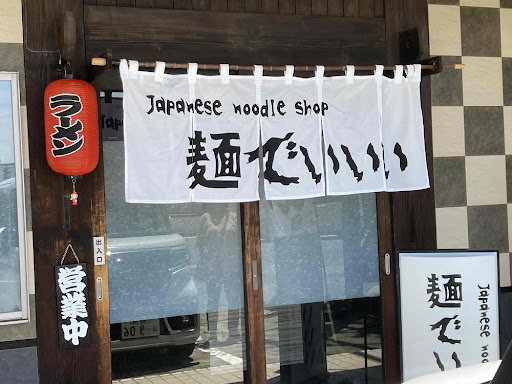 Japanese noodle shop
麺でいいい
ラーメン
出入口
営業中
麺でい
Japanese noo